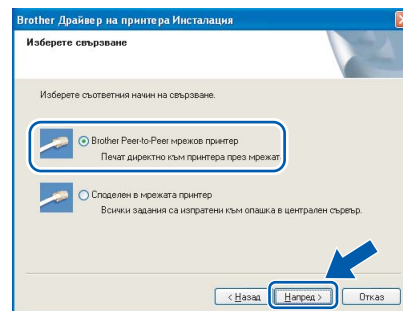 Brother Драйвер на принтера Инсталация
Изберете свързване
Изберете съответния начин на свързване.
Brother Peer-to-Peer мрежов принтер
Печат директно към принтера през мрежат
Споделен в мрежата принтер
Всички задания са изпратени към опашка в централен сървър.
< Назад Напред > Отказ